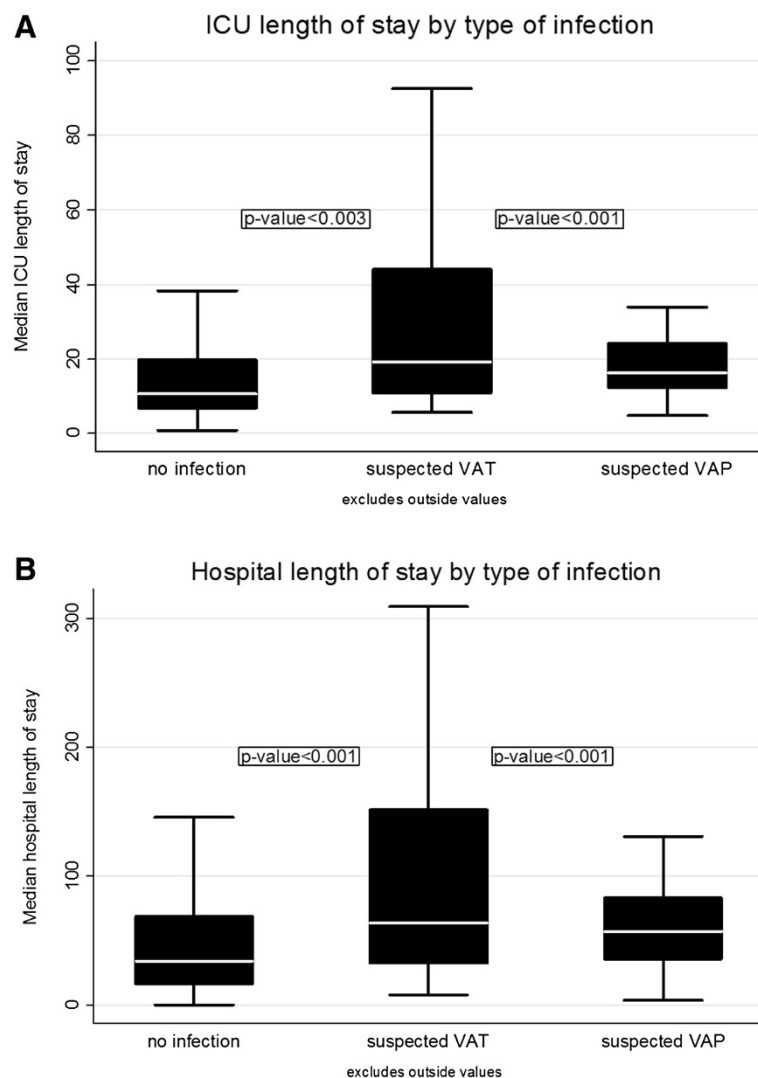 A
ICU length of stay by type of infection
Median ICU length of stay
100
80
60
40
20
0
p-value<0.003
p-value<0.001
no infection
suspected VAT
suspected VAP
excludes outside values
B
Hospital length of stay by type of infection
Median hospital length of stay
300
200
100
0
p-value<0.001
p-value<0.001
no infection
suspected VAT
suspected VAP
excludes outside values